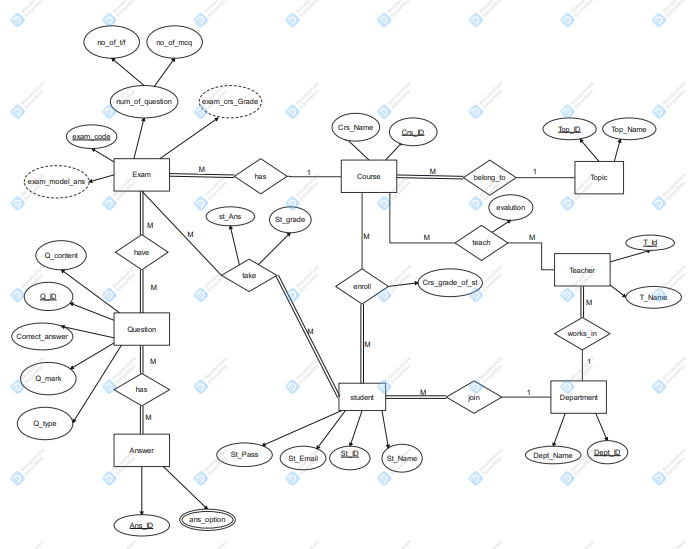 no_of_t/f
no_of_mcq
num_of_question
exam_crs_Grade
exam_code
Crs_Name
Crs_ID
Top_ID
Top_Name
exam_model_ans
Exam
M
has
1
Course
M
belong_to
1
Topic
st_Ans
St_grade
evalution
M
M
M
teach
M
M
T_Id
Q_content
have
take
Teacher
Q_ID
M
enroll
Crs_grade_of_st
T_Name
M
Question
Correct_answer
M
M
works_in
M
1
Q_mark
has
student
M
join
1
Department
Q_type
M
Answer
St_Pass
St_Email
St_ID
St_Name
Dept_Name
Dept_ID
Ans_ID
ans_option